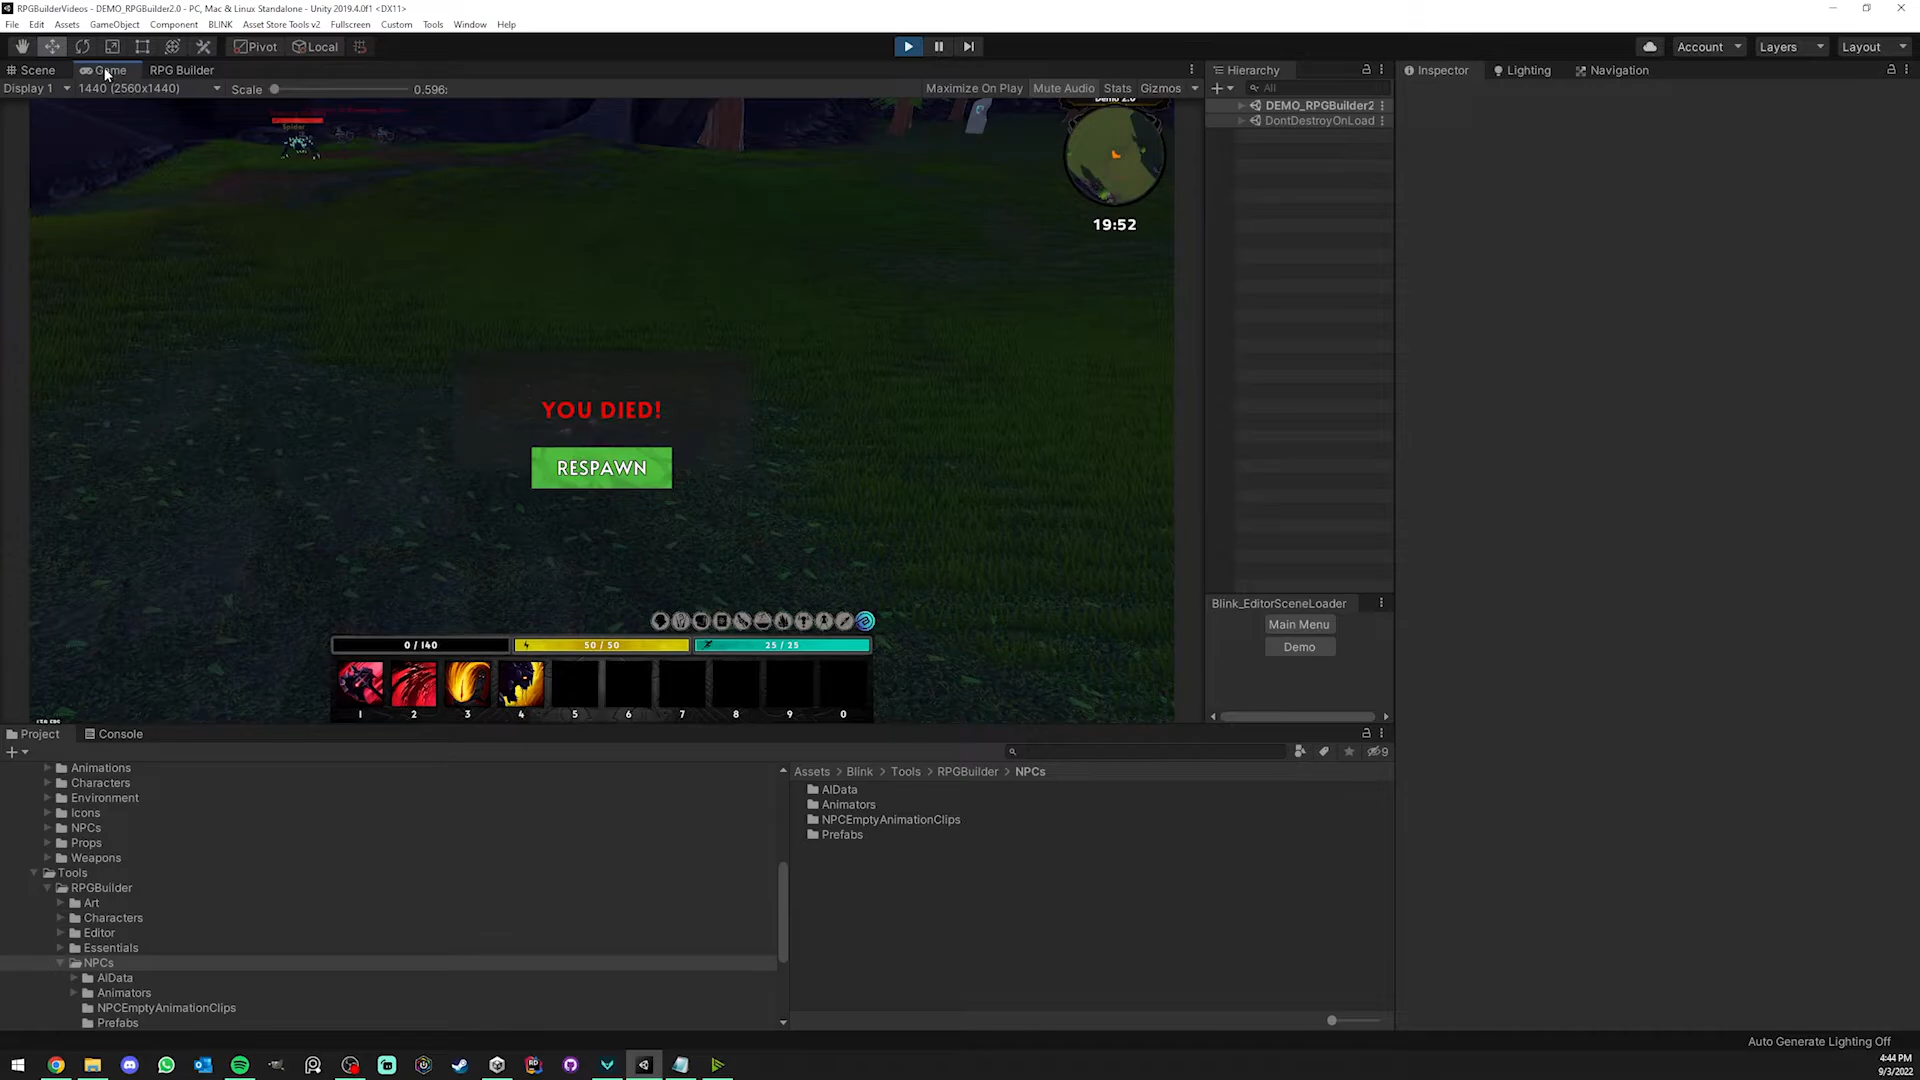 RPGBuilderVideos - DEMO_RPGBuilder2.0 - PC, Mac & Linux Standalone - Unity 2019.4.0f1 <DX11>
File Edit Assets GameObject Component BLINK Asset Store Tools v2 Fullscreen Custom Tools Window Help
Pivot Local Account Layers Layout
Scene Game RPG Builder Hierarchy Inspector Lighting Navigation
Display 1 1440 (2560x1440) Scale 0.596: Maximize On Play Mute Audio Stats Gizmos All
Demo 2.0
DEMO_RPGBuilder2
DontDestroyOnLoad
Spider
19:52
YOU DIED!
RESPAWN
Blink_EditorSceneLoader
Main Menu
Demo
0 / 140 50 / 50 25 / 25
1 2 3 4 5 6 7 8 9 0
Project Console
9
Animations
Characters
Environment
Icons
NPCs
Props
Weapons
Tools
RPGBuilder
Art
Characters
Editor
Essentials
NPCs
AIData
Animators
NPCEmptyAnimationClips
Prefabs
Assets > Blink > Tools > RPGBuilder > NPCs
AIData
Animators
NPCEmptyAnimationClips
Prefabs
Auto Generate Lighting Off
4:44 PM
9/3/2022